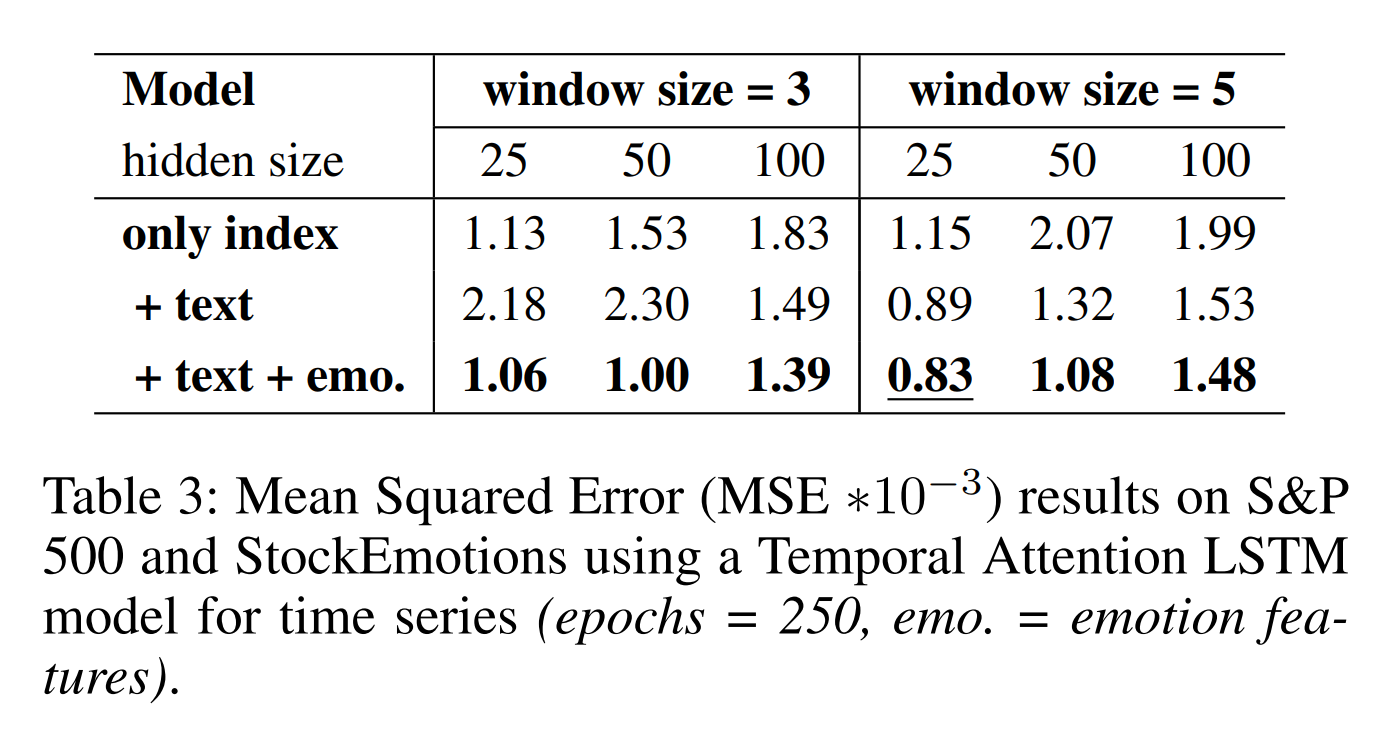 Model window size = 3 window size = 5
hidden size 25 50 100 25 50 100
only index 1.13 1.53 1.83 1.15 2.07 1.99
+ text 2.18 2.30 1.49 0.89 1.32 1.53
+ text + emo. 1.06 1.00 1.39 0.83 1.08 1.48
Table 3: Mean Squared Error (MSE ∗10⁻³) results on S&P
500 and StockEmotions using a Temporal Attention LSTM
model for time series (epochs = 250, emo. = emotion fea-
tures).